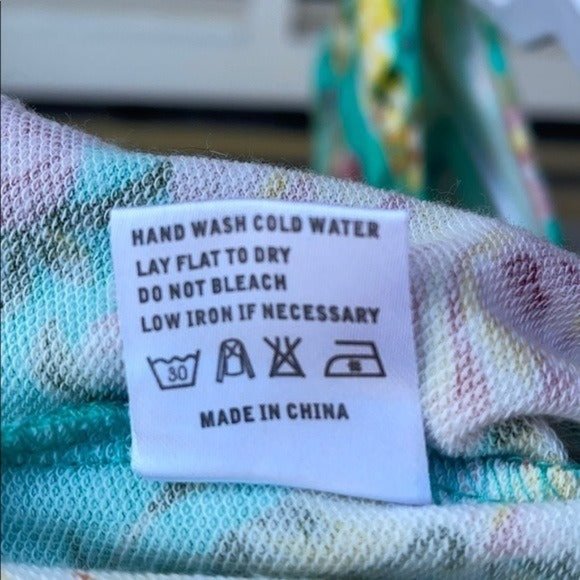 HAND WASH COLD WATER
LAY FLAT TO DRY
DO NOT BLEACH
LOW IRON IF NECESSARY
30
MADE IN CHINA